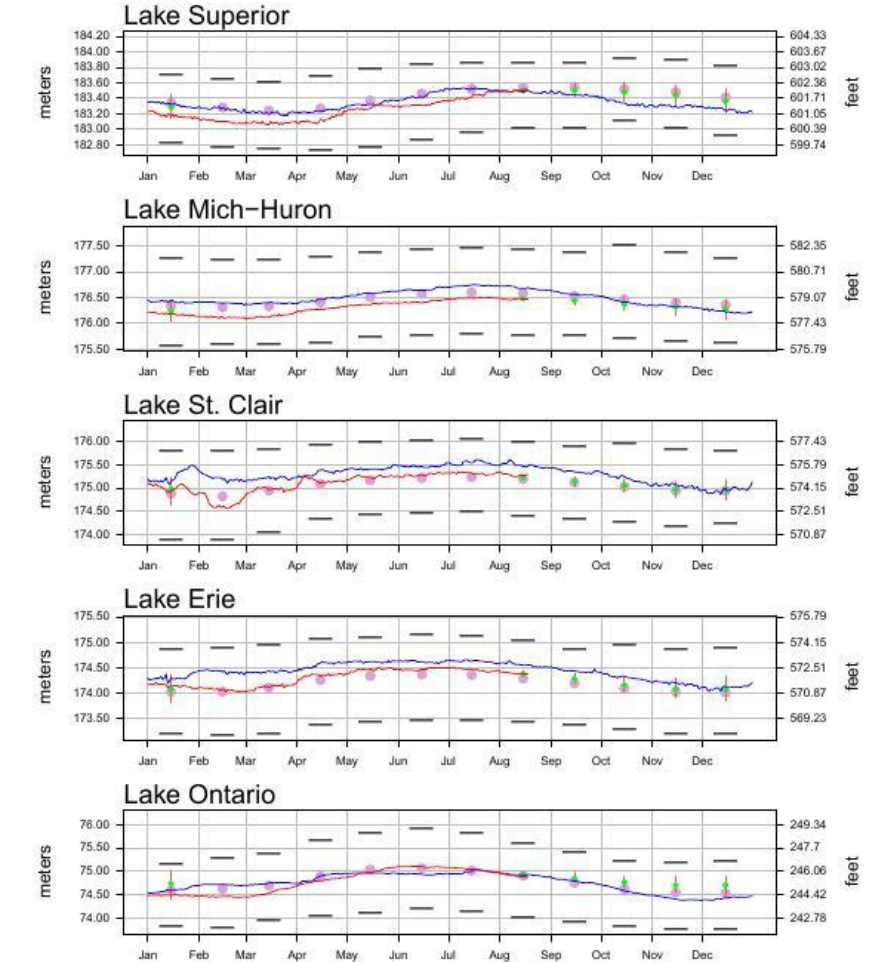 Lake Superior
184.20 604.33
184.00 603.67
183.80 603.02
183.60 602.36
meters feet
183.40 601.71
183.20 601.05
183.00 600.39
182.80 599.74
Jan Feb Mar Apr May Jun Jul Aug Sep Oct Nov Dec
Lake Mich−Huron
177.50 582.35
177.00 580.71
meters feet
176.50 579.07
176.00 577.43
175.50 575.79
Jan Feb Mar Apr May Jun Jul Aug Sep Oct Nov Dec
Lake St. Clair
176.00 577.43
175.50 575.79
meters feet
175.00 574.15
174.50 572.51
174.00 570.87
Jan Feb Mar Apr May Jun Jul Aug Sep Oct Nov Dec
Lake Erie
175.50 575.79
175.00 574.15
meters feet
174.50 572.51
174.00 570.87
173.50 569.23
Jan Feb Mar Apr May Jun Jul Aug Sep Oct Nov Dec
Lake Ontario
76.00 249.34
75.50 247.7
meters feet
75.00 246.06
74.50 244.42
74.00 242.78
Jan Feb Mar Apr May Jun Jul Aug Sep Oct Nov Dec